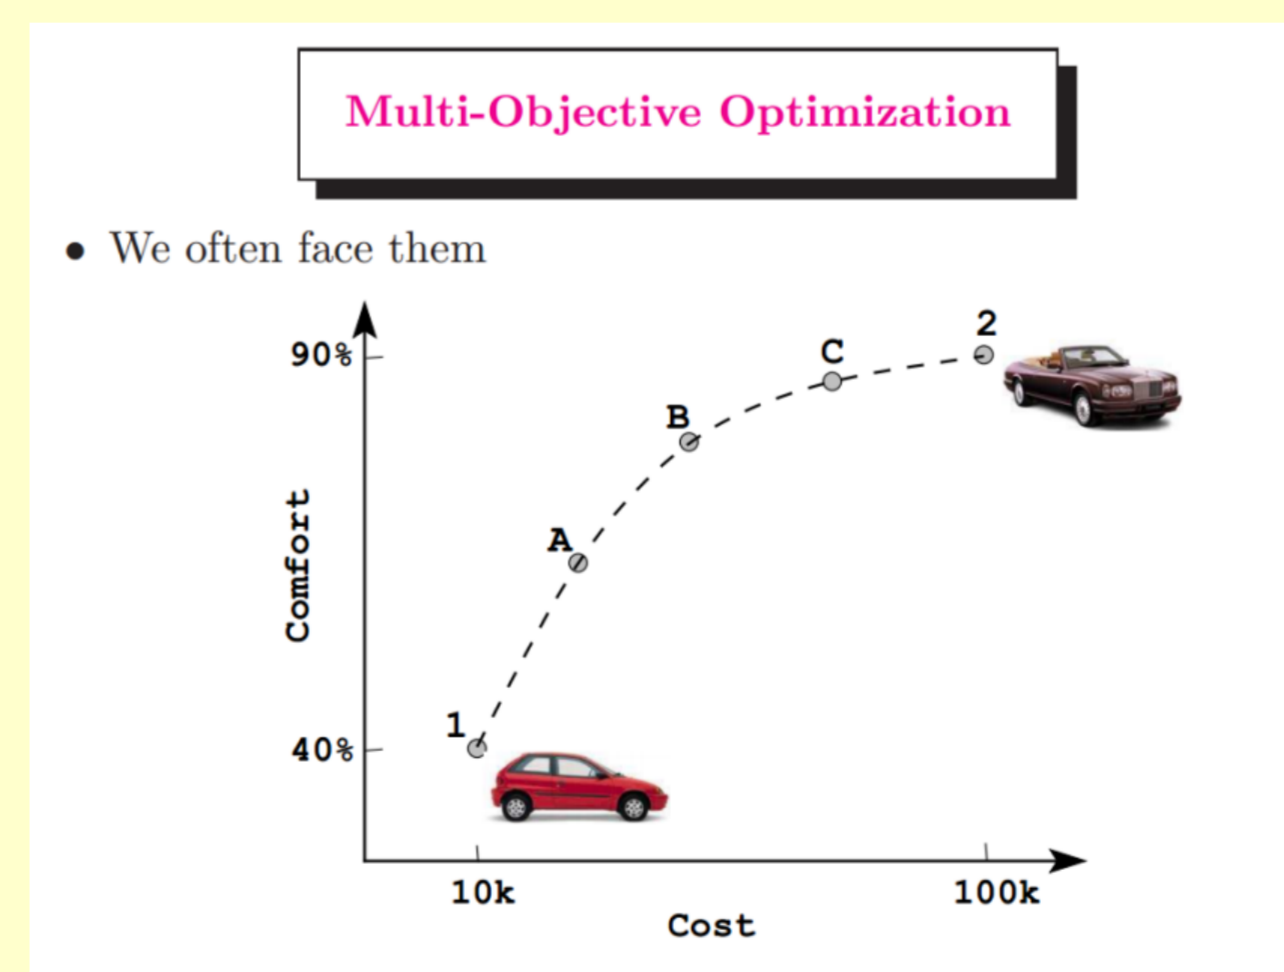 Multi-Objective Optimization
• We often face them
2
90%
C
B
A
Comfort
1
40%
10k
100k
Cost